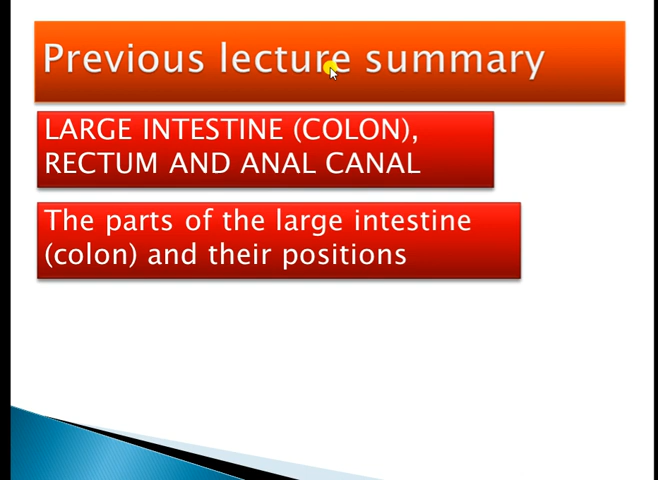 Previous lecture summary
LARGE INTESTINE (COLON),
RECTUM AND ANAL CANAL
The parts of the large intestine
(colon) and their positions